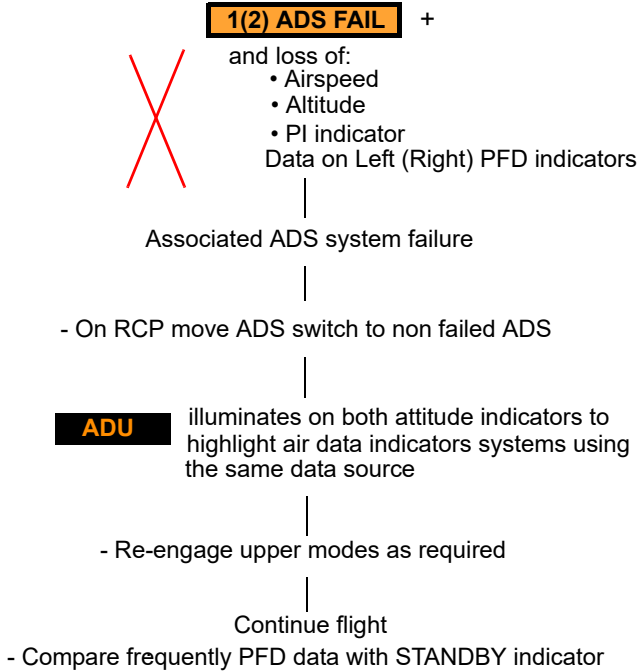 1(2) ADS FAIL +
and loss of:
• Airspeed
• Altitude
• PI indicator
Data on Left (Right) PFD indicators
Associated ADS system failure
- On RCP move ADS switch to non failed ADS
ADU illuminates on both attitude indicators to
highlight air data indicators systems using
the same data source
- Re-engage upper modes as required
Continue flight
- Compare frequently PFD data with STANDBY indicator